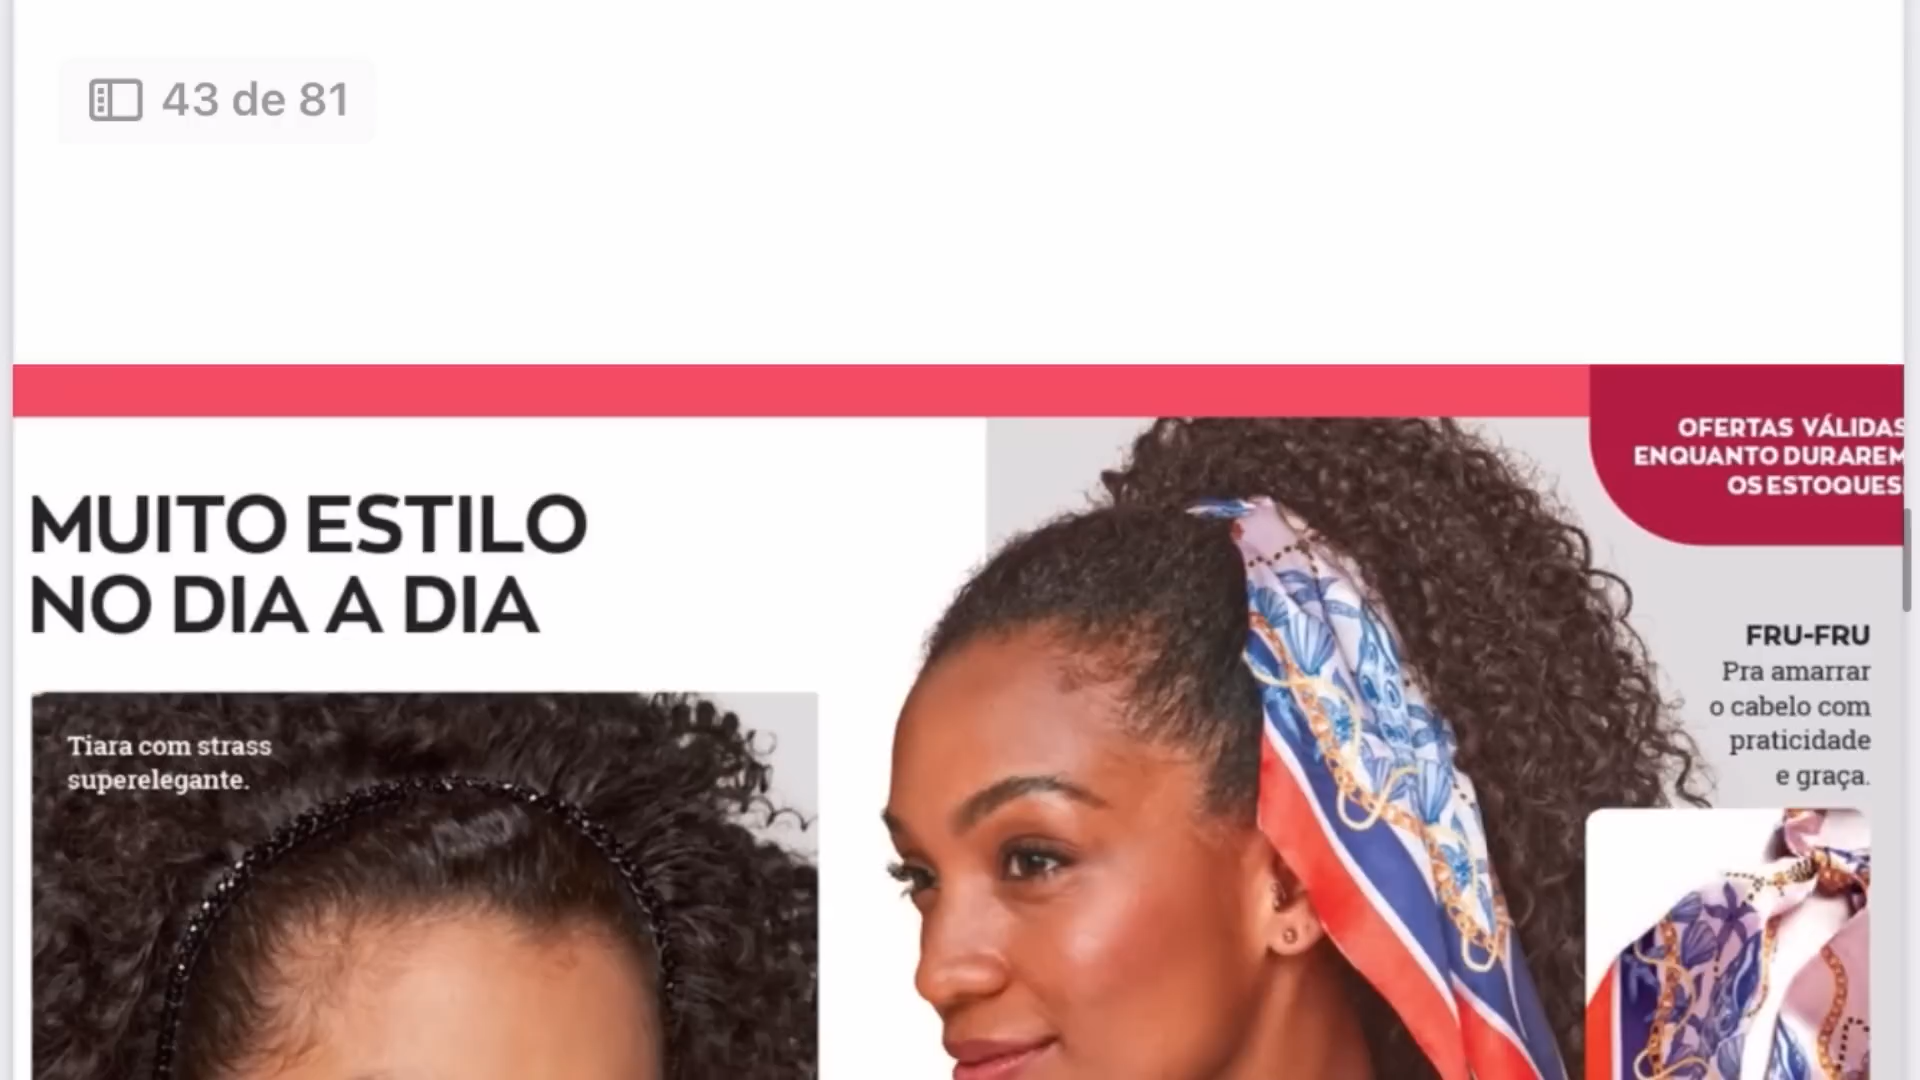 43 de 81
OFERTAS VÁLIDAS
ENQUANTO DURAREM
OS ESTOQUES.
MUITO ESTILO
NO DIA A DIA
FRU-FRU
Pra amarrar
o cabelo com
praticidade
e graça.
Tiara com strass
superelegante.